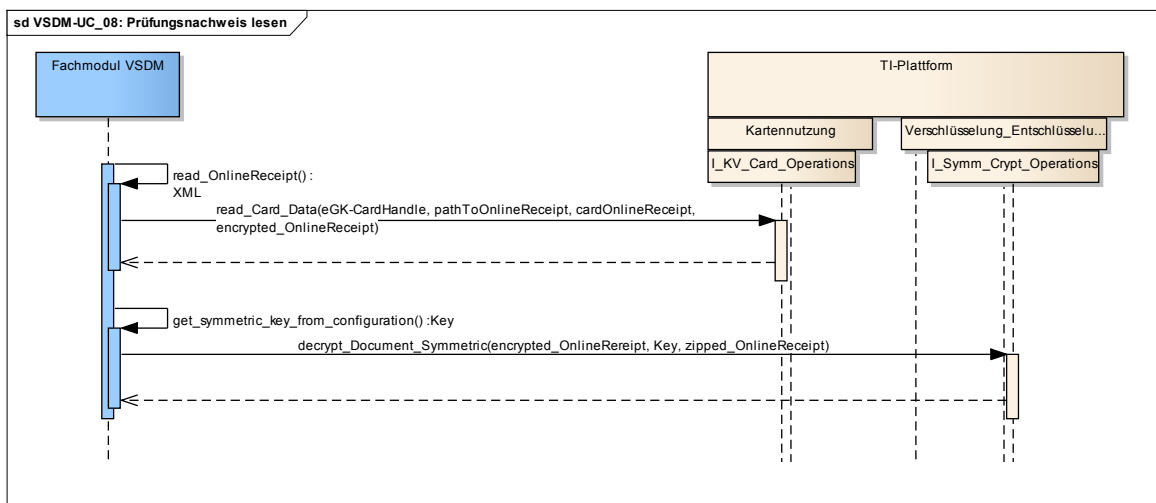 sd VSDM-UC_08: Prüfungsnachweis lesen
Fachmodul VSDM
TI-Plattform
Kartennutzung
Verschlüsselung_Entschlüsselu...
I_KV_Card_Operations
I_Symm_Crypt_Operations
read_OnlineReceipt() :
XML
read_Card_Data(eGK-CardHandle, pathToOnlineReceipt, cardOnlineReceipt,
encrypted_OnlineReceipt)
get_symmetric_key_from_configuration() :Key
decrypt_Document_Symmetric(encrypted_OnlineRereipt, Key, zipped_OnlineReceipt)